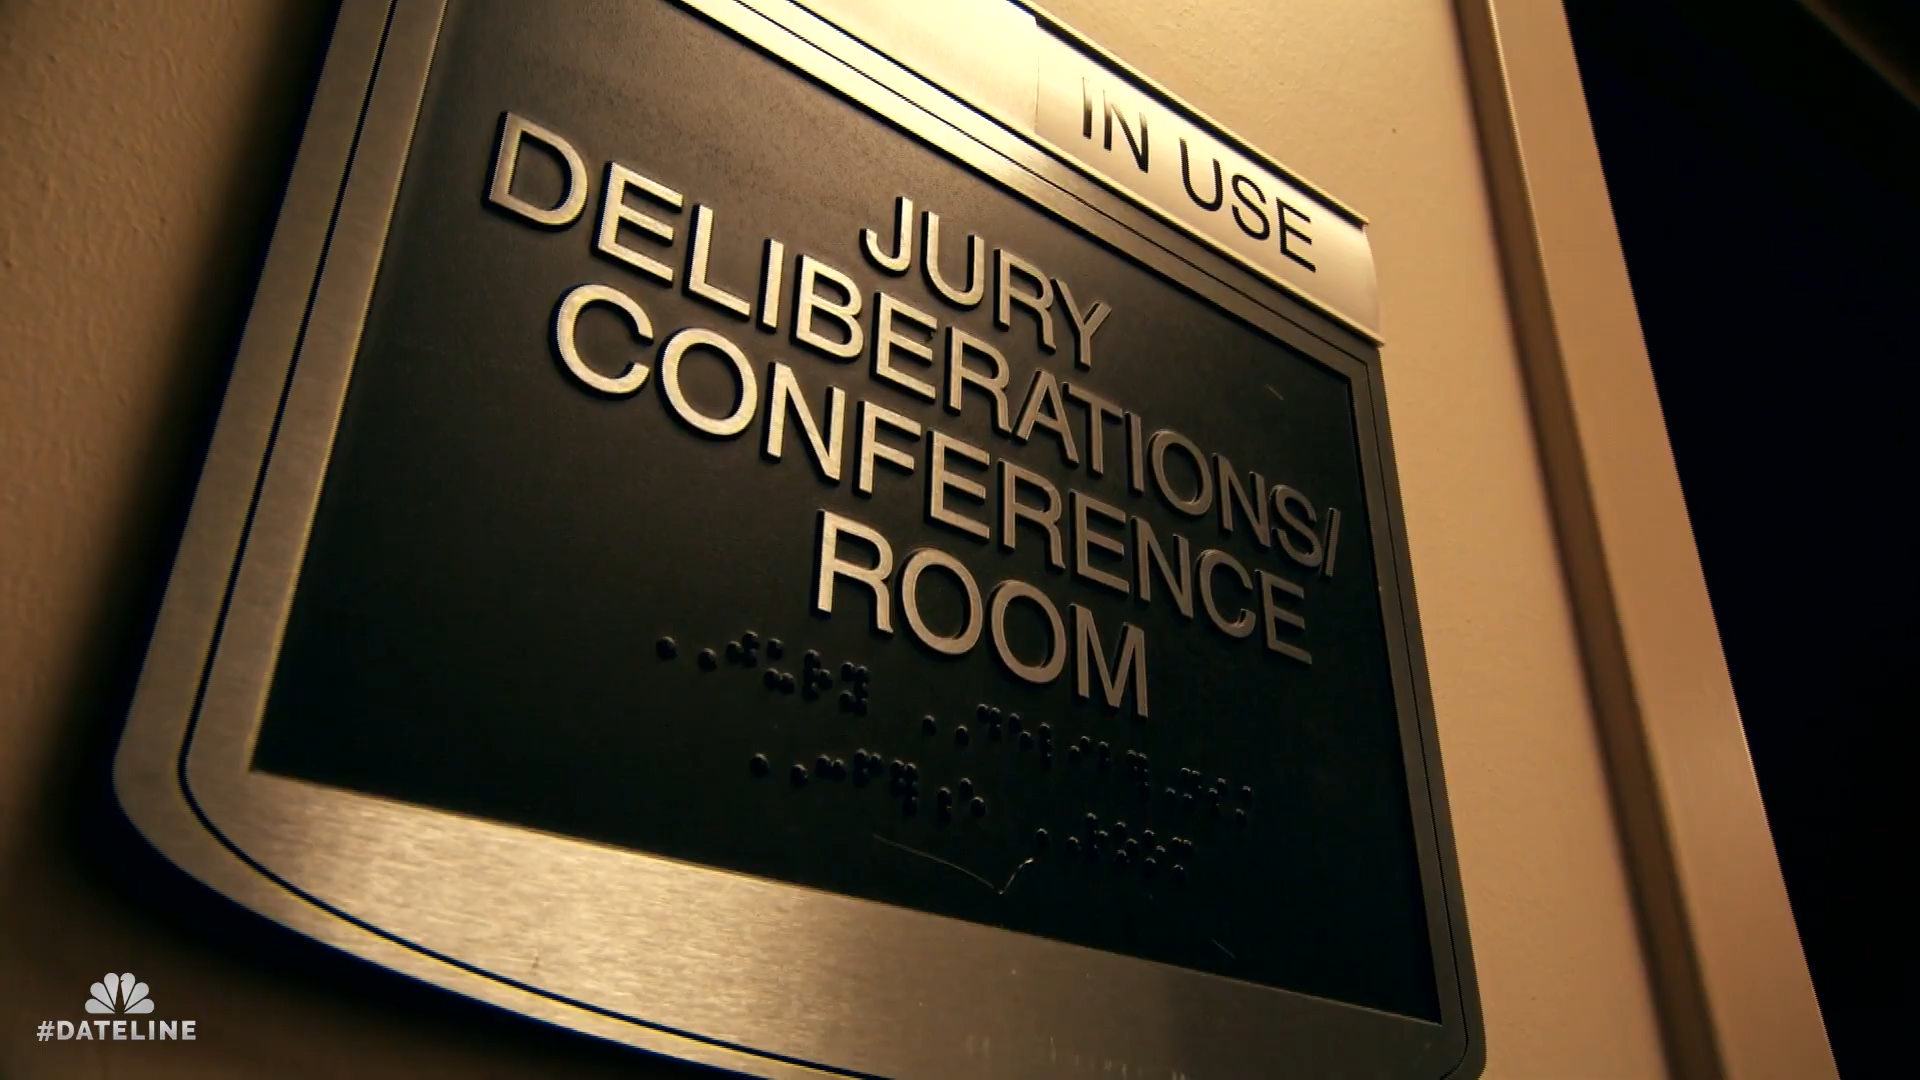 IN USE
JURY
DELIBERATIONS/
CONFERENCE
ROOM
#DATELINE